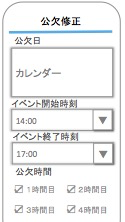 公欠修正
公欠日
カレンダー
イベント開始時刻
14:00
イベント終了時刻
17:00
公欠時間
1時間目 2時間目
3時間目 4時間目